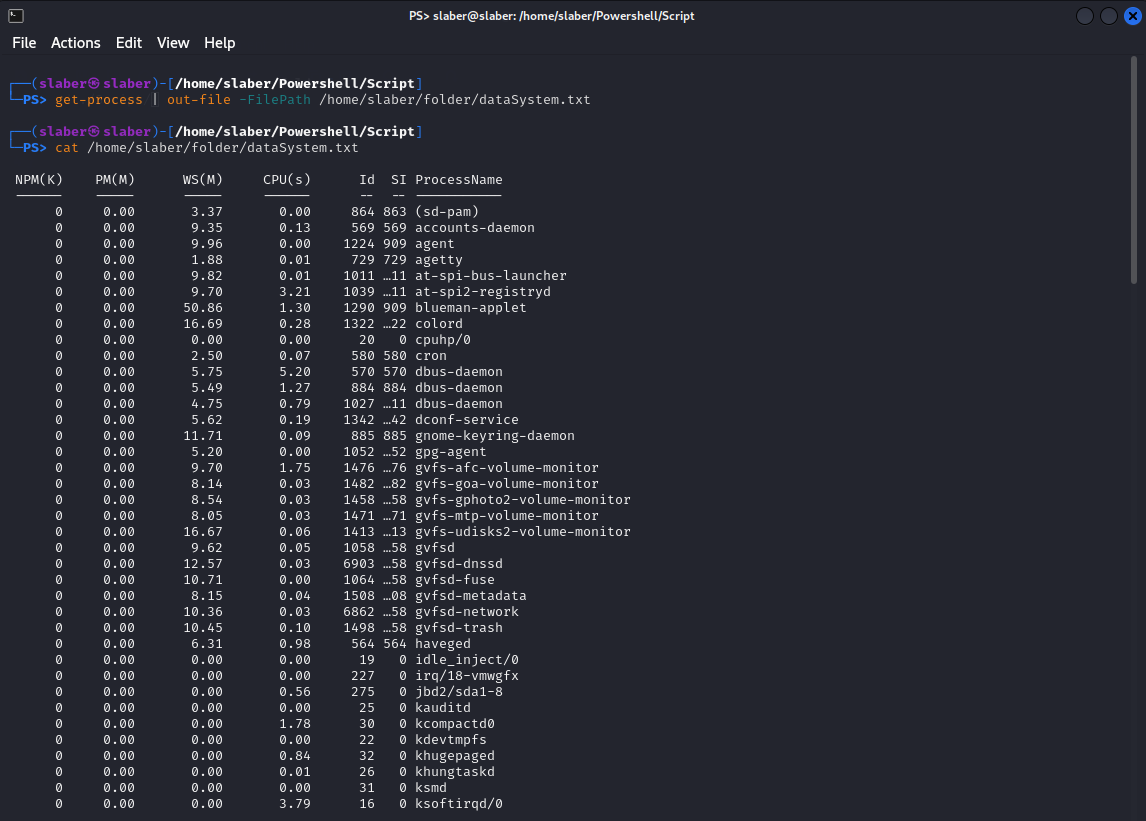 PS> slaber@slaber: /home/slaber/Powershell/Script
File Actions Edit View Help
┌──(slaber㉿slaber)-[/home/slaber/Powershell/Script]
└─PS> get-process | out-file -FilePath /home/slaber/folder/dataSystem.txt
┌──(slaber㉿slaber)-[/home/slaber/Powershell/Script]
└─PS> cat /home/slaber/folder/dataSystem.txt
NPM(K) PM(M) WS(M) CPU(s) Id SI ProcessName
—————— ————— ————— —————— —— —— ———————————
0 0.00 3.37 0.00 864 863 (sd-pam)
0 0.00 9.35 0.13 569 569 accounts-daemon
0 0.00 9.96 0.00 1224 909 agent
0 0.00 1.88 0.01 729 729 agetty
0 0.00 9.82 0.01 1011 …11 at-spi-bus-launcher
0 0.00 9.70 3.21 1039 …11 at-spi2-registryd
0 0.00 50.86 1.30 1290 909 blueman-applet
0 0.00 16.69 0.28 1322 …22 colord
0 0.00 0.00 0.00 20 0 cpuhp/0
0 0.00 2.50 0.07 580 580 cron
0 0.00 5.75 5.20 570 570 dbus-daemon
0 0.00 5.49 1.27 884 884 dbus-daemon
0 0.00 4.75 0.79 1027 …11 dbus-daemon
0 0.00 5.62 0.19 1342 …42 dconf-service
0 0.00 11.71 0.09 885 885 gnome-keyring-daemon
0 0.00 5.20 0.00 1052 …52 gpg-agent
0 0.00 9.70 1.75 1476 …76 gvfs-afc-volume-monitor
0 0.00 8.14 0.03 1482 …82 gvfs-goa-volume-monitor
0 0.00 8.54 0.03 1458 …58 gvfs-gphoto2-volume-monitor
0 0.00 8.05 0.03 1471 …71 gvfs-mtp-volume-monitor
0 0.00 16.67 0.06 1413 …13 gvfs-udisks2-volume-monitor
0 0.00 9.62 0.05 1058 …58 gvfsd
0 0.00 12.57 0.03 6903 …58 gvfsd-dnssd
0 0.00 10.71 0.00 1064 …58 gvfsd-fuse
0 0.00 8.15 0.04 1508 …08 gvfsd-metadata
0 0.00 10.36 0.03 6862 …58 gvfsd-network
0 0.00 10.45 0.10 1498 …58 gvfsd-trash
0 0.00 6.31 0.98 564 564 haveged
0 0.00 0.00 0.00 19 0 idle_inject/0
0 0.00 0.00 0.00 227 0 irq/18-vmwgfx
0 0.00 0.00 0.56 275 0 jbd2/sda1-8
0 0.00 0.00 0.00 25 0 kauditd
0 0.00 0.00 1.78 30 0 kcompactd0
0 0.00 0.00 0.00 22 0 kdevtmpfs
0 0.00 0.00 0.84 32 0 khugepaged
0 0.00 0.00 0.01 26 0 khungtaskd
0 0.00 0.00 0.00 31 0 ksmd
0 0.00 0.00 3.79 16 0 ksoftirqd/0